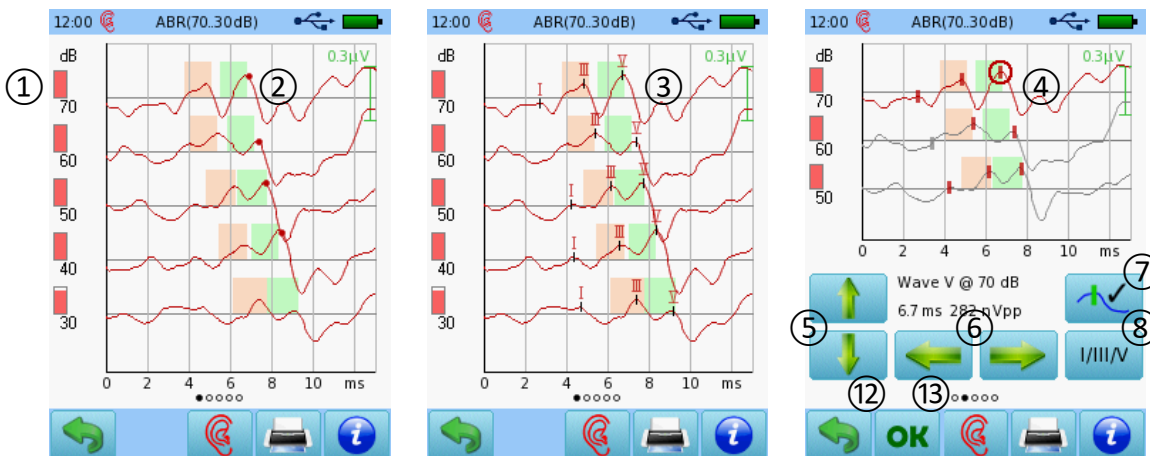 12:00 ABR(70..30dB)
dB 0.3µV
① ②
70
60
50
40
30
0 2 4 6 8 10 ms
12:00 ABR(70..30dB)
dB 0.3µV
③
I III V
70
III V
60
I III V
50
I III V
40
I III V
30
0 2 4 6 8 10 ms
12:00 ABR(70..30dB)
dB 0.3µV
④
70
60
50
0 2 4 6 8 10 ms
Wave V @ 70 dB
6.7 ms 282 nVpp
⑤ ⑥ ⑦
⑧
I/III/V
⑫ ⑬
OK